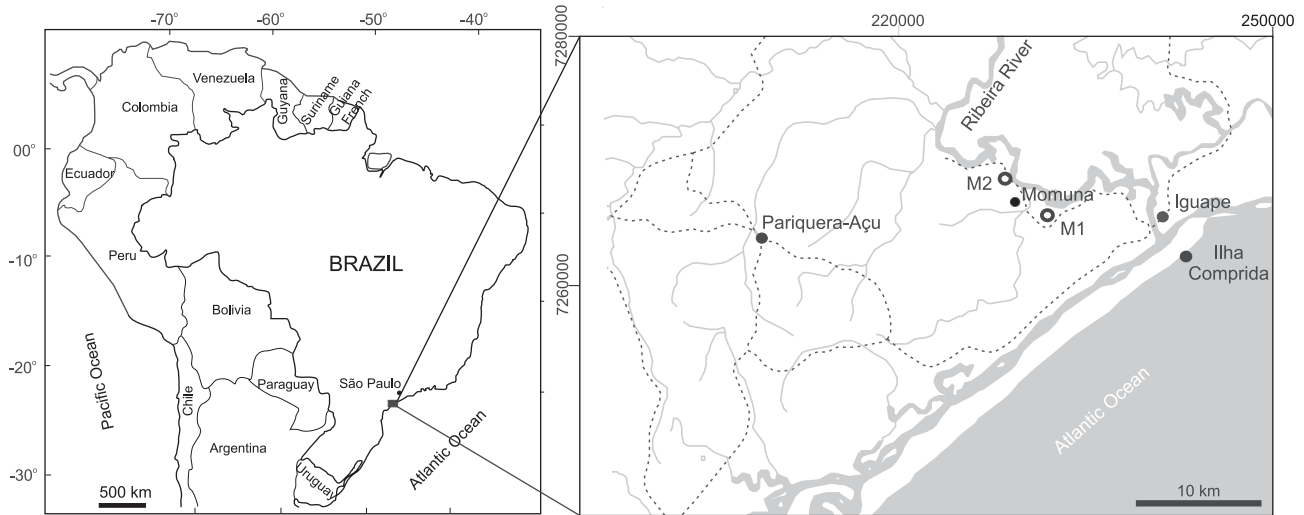 -70°
-60°
-50°
-40°
00°
-10°
-20°
-30°
Venezuela
Colombia
Guyana
Suriname
Guiana
French
Ecuador
Peru
BRAZIL
Bolivia
Paraguay
São Paulo
Chile
Argentina
Uruguay
Pacific Ocean
Atlantic Ocean
500 km
220000
250000
7280000
7260000
Ribeira River
M2
Momuna
M1
Iguape
Pariquera-Açu
Ilha
Comprida
Atlantic Ocean
10 km